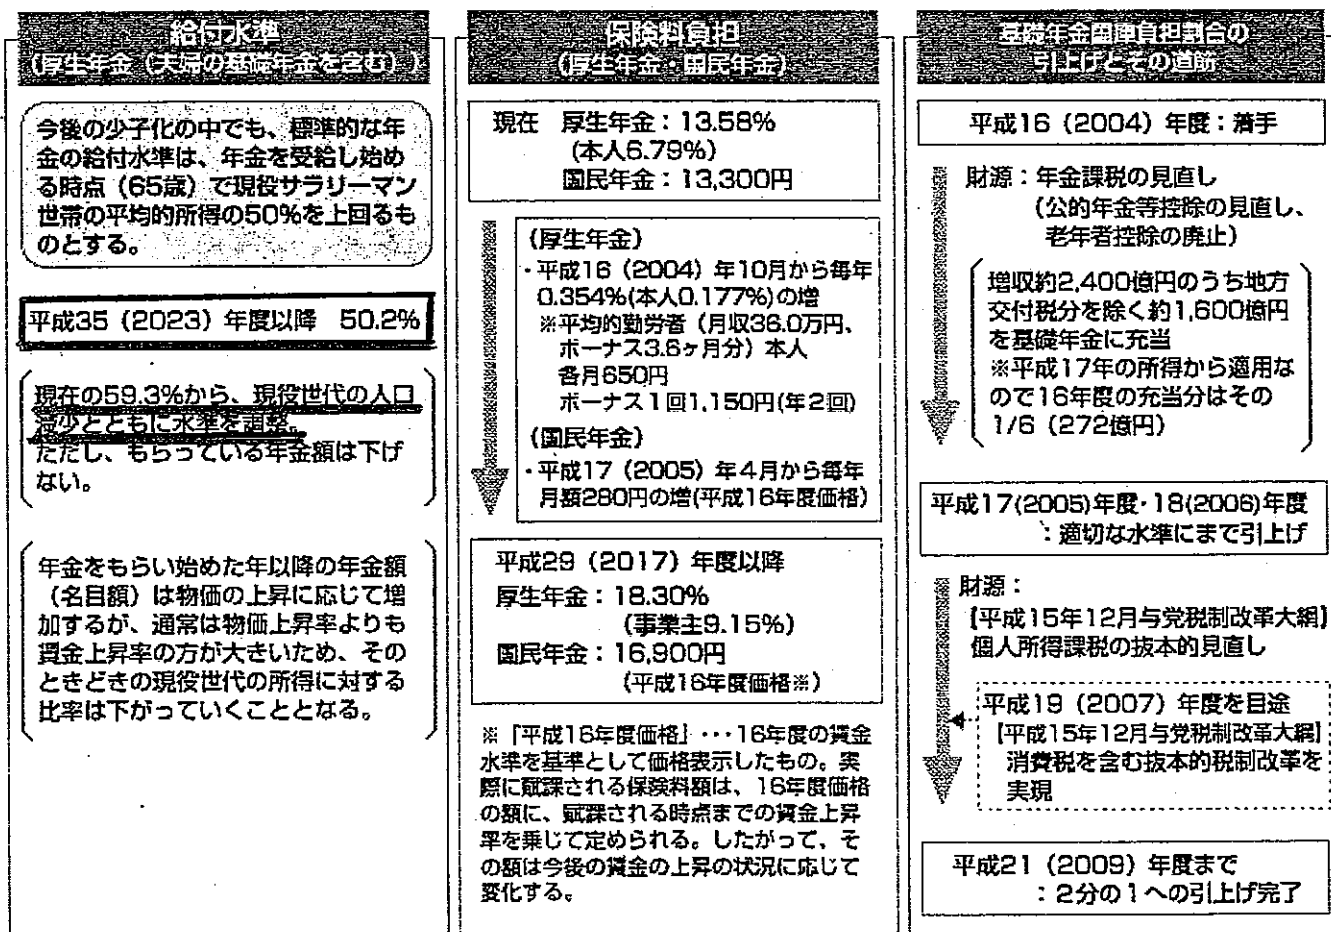 給付水準
(厚生年金(夫婦の基礎年金を含む))
今後の少子化の中でも、標準的な年
金の給付水準は、年金を受給し始め
る時点(65歳)で現役サラリーマン
世帯の平均的所得の50%を上回るも
のとする。
平成35(2023)年度以降 50.2%
現在の59.3%から、現役世代の人口
減少とともに水準を調整。
ただし、もらっている年金額は下げ
ない。
年金をもらい始めた年以降の年金額
(名目額)は物価の上昇に応じて増
加するが、通常は物価上昇率よりも
賃金上昇率の方が大きいため、その
ときどきの現役世代の所得に対する
比率は下がっていくこととなる。
保険料負担
(厚生年金・国民年金)
現在 厚生年金:13.58%
(本人6.79%)
国民年金:13,300円
(厚生年金)
・平成16(2004)年10月から毎年
0.354%(本人0.177%)の増
※平均的勤労者(月収36.0万円、
ボーナス3.6ヶ月分)本人
各月650円
ボーナス1回1,150円(年2回)
(国民年金)
・平成17(2005)年4月から毎年
月額280円の増(平成16年度価格)
平成29(2017)年度以降
厚生年金:18.30%
(事業主9.15%)
国民年金:16,900円
(平成16年度価格※)
※「平成16年度価格」・・・16年度の賃金
水準を基準として価格表示したもの。実
際に賦課される保険料額は、16年度価格
の額に、賦課される時点までの賃金上昇
率を乗じて定められる。したがって、そ
の額は今後の賃金の上昇の状況に応じて
変化する。
基礎年金国庫負担割合の
引上げとその道筋
平成16(2004)年度:着手
財源:年金課税の見直し
(公的年金等控除の見直し、
老年者控除の廃止)
増収約2,400億円のうち地方
交付税分を除く約1,600億円
を基礎年金に充当
※平成17年の所得から適用な
ので16年度の充当分はその
1/6(272億円)
平成17(2005)年度・18(2006)年度
:適切な水準にまで引上げ
財源:
【平成15年12月与党税制改革大綱】
個人所得課税の抜本的見直し
平成19(2007)年度を目途
【平成15年12月与党税制改革大綱】
消費税を含む抜本的税制改革を
実現
平成21(2009)年度まで
:2分の1への引上げ完了